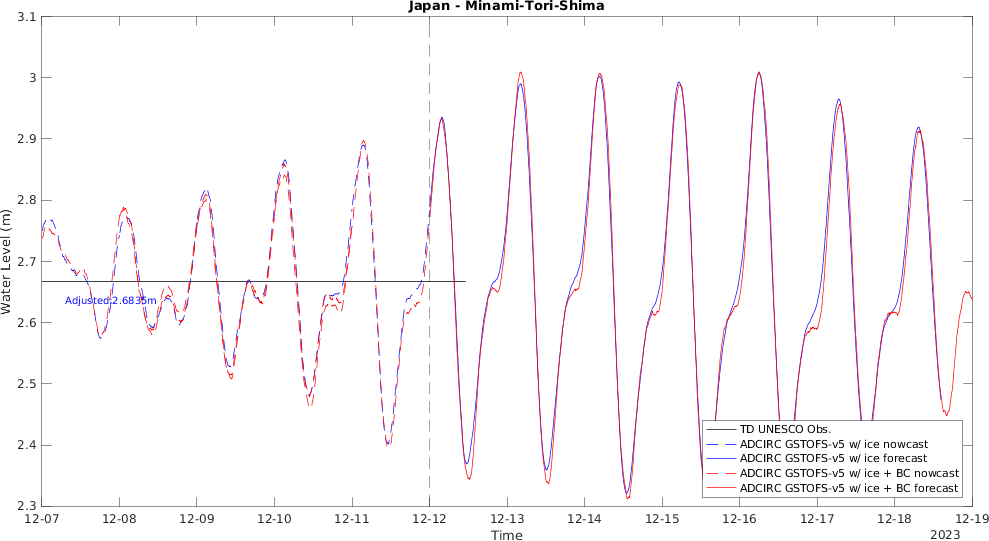 Japan - Minami-Tori-Shima
Water Level (m)
3.1
3
2.9
2.8
2.7
2.6
2.5
2.4
2.3
Adjusted:2.6835m
TD UNESCO Obs.
ADCIRC GSTOFS-v5 w/ ice nowcast
ADCIRC GSTOFS-v5 w/ ice forecast
ADCIRC GSTOFS-v5 w/ ice + BC nowcast
ADCIRC GSTOFS-v5 w/ ice + BC forecast
12-07 12-08 12-09 12-10 12-11 12-12 12-13 12-14 12-15 12-16 12-17 12-18 12-19
Time
2023